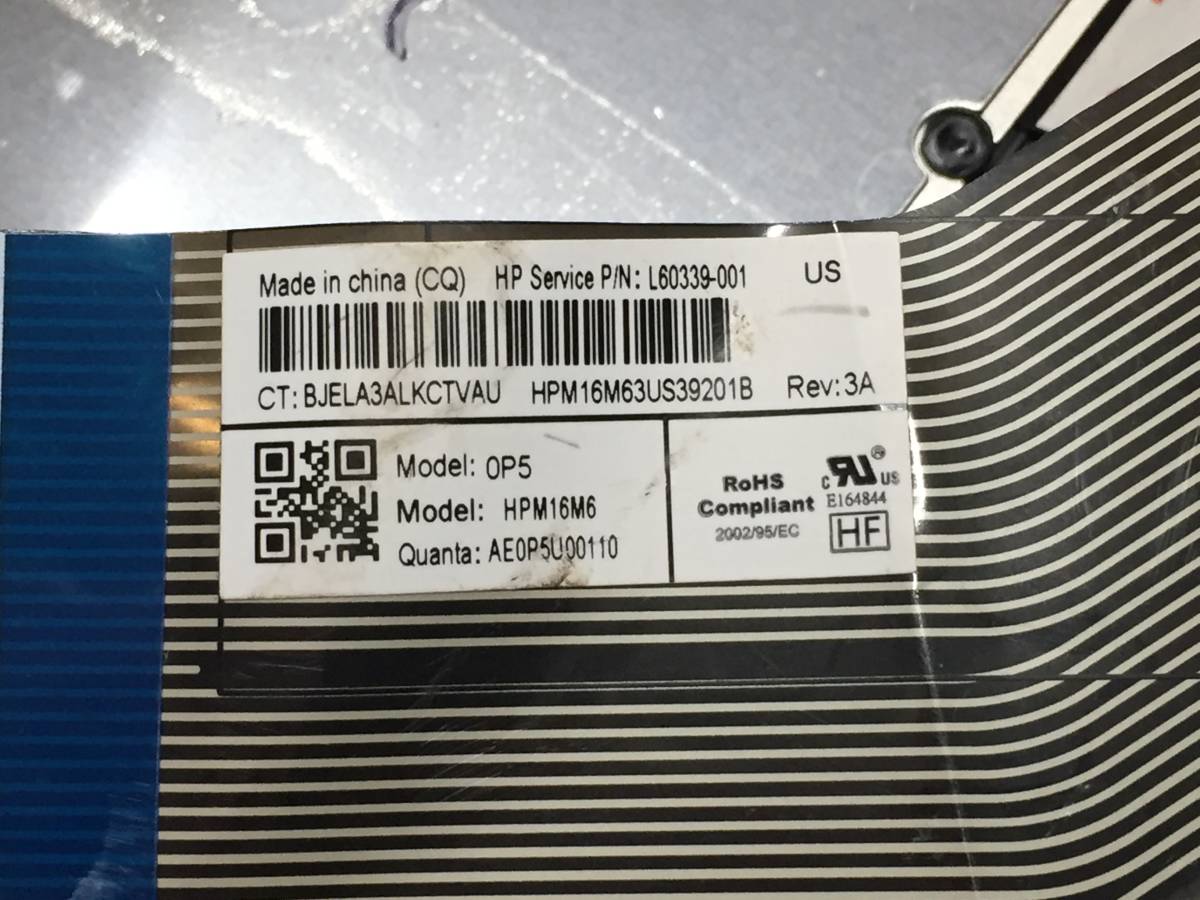 Made in china (CQ) HP Service P/N: L60339-001 US
CT: BJELA3ALKCTVAU HPM16M63US39201B Rev: 3A
Model: 0P5
Model: HPM16M6
Quanta: AE0P5U00110
RoHS
Compliant
2002/95/EC
c RU ® US
E164844
HF